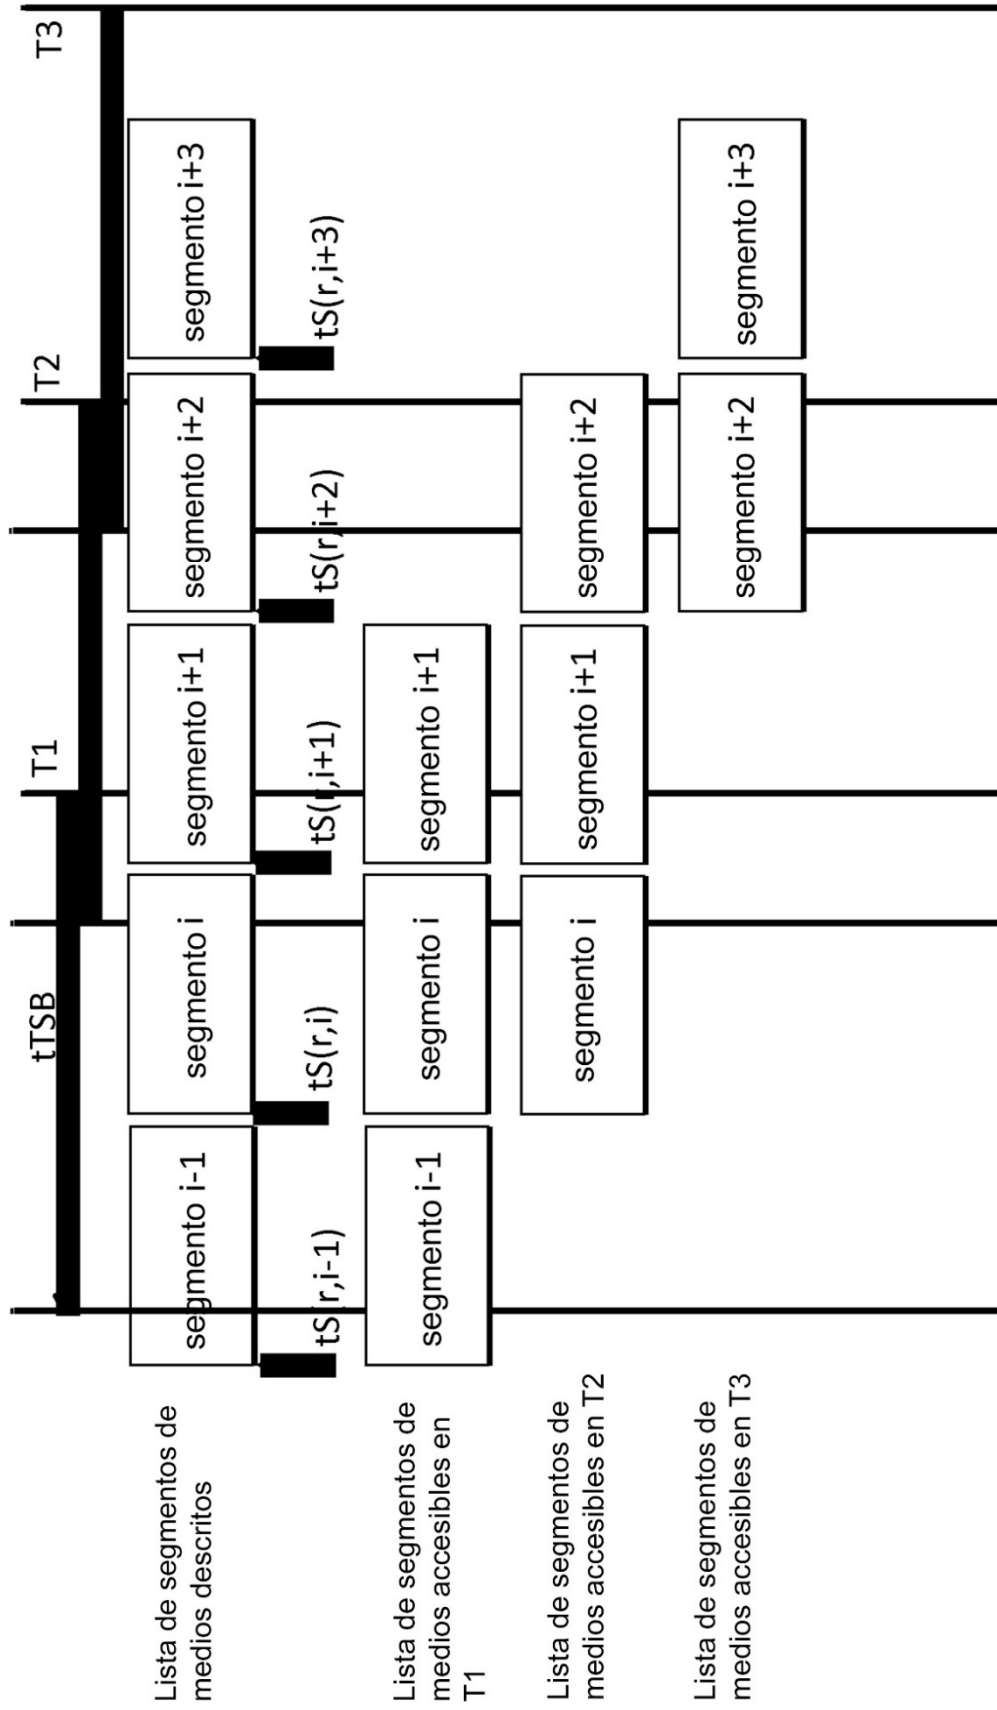 tTSB
T1
T2
T3
Lista de segmentos de
medios descritos
segmento i-1
segmento i
segmento i+1
segmento i+2
segmento i+3
tS(r,i-1)
tS(r,i)
tS(r,i+1)
tS(r,i+2)
tS(r,i+3)
Lista de segmentos de
medios accesibles en
T1
segmento i-1
segmento i
segmento i+1
Lista de segmentos de
medios accesibles en T2
segmento i
segmento i+1
segmento i+2
Lista de segmentos de
medios accesibles en T3
segmento i+2
segmento i+3